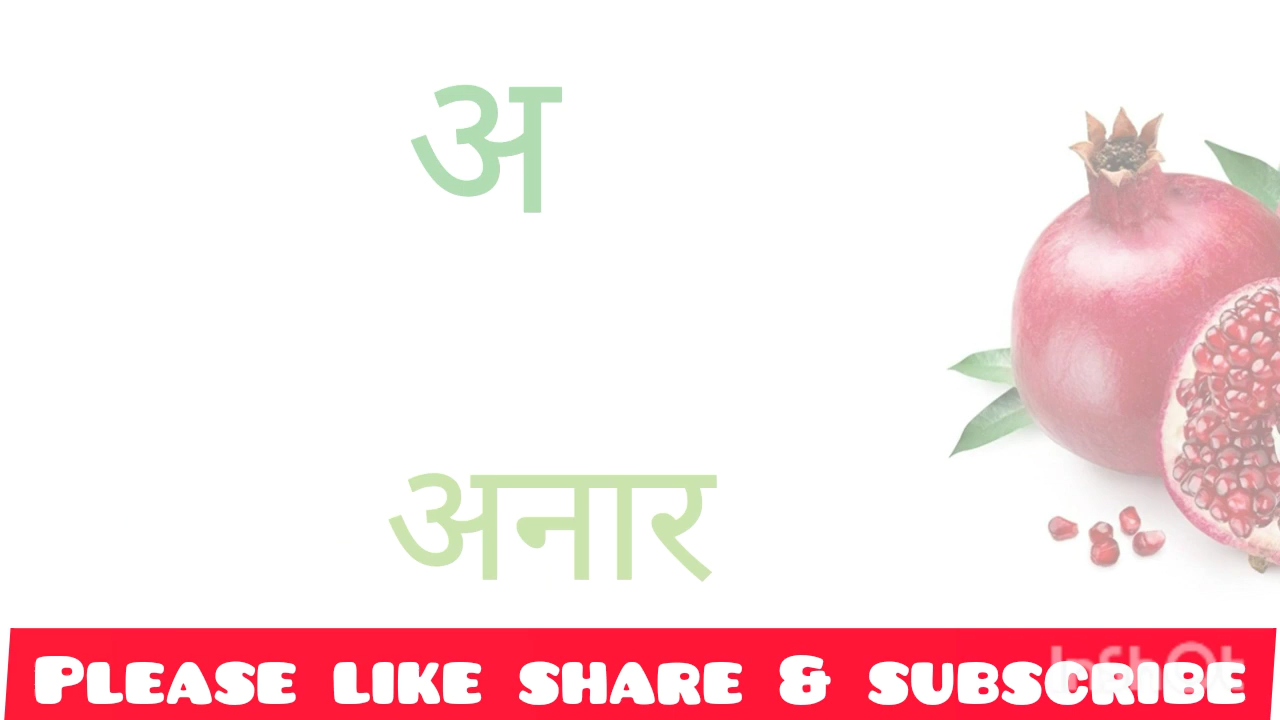 अ
अनार
Please like share & subscribe